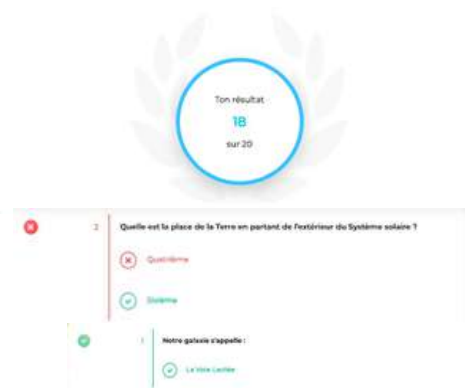 Ton résultat
18
sur 20
2 Quelle est la place de la Terre en partant de l'extérieur du Système solaire ?
Quatrième
Sixième
1 Notre galaxie s'appelle :
La Voie Lactée